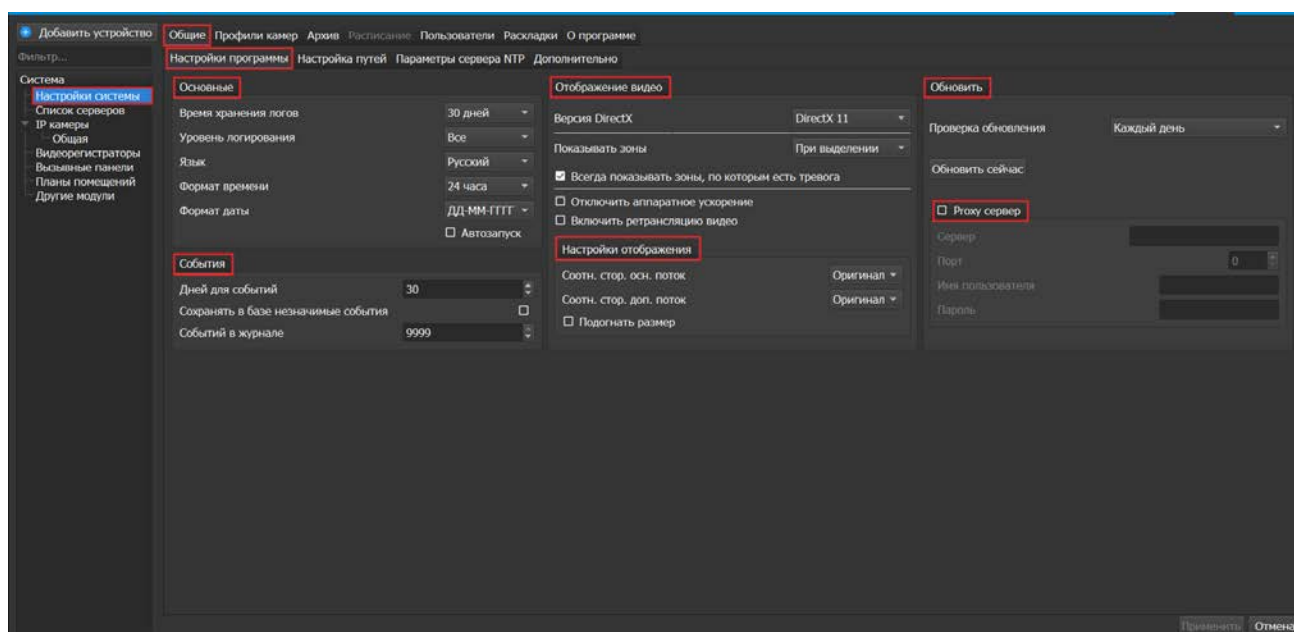 Добавить устройство
Общие Профили камер Архив Расписание Пользователи Раскладки О программе
Фильтр...
Настройки программы Настройка путей Параметры сервера NTP Дополнительно
Система
Настройки системы
Список серверов
IP камеры
Общая
Видеорегистраторы
Вызывные панели
Планы помещений
Другие модули
Основные
Время хранения логов 30 дней
Уровень логирования Все
Язык Русский
Формат времени 24 часа
Формат даты ДД-ММ-ГГГГ
Автозапуск
События
Дней для событий 30
Сохранять в базе незначимые события
Событий в журнале 9999
Отображение видео
Версия DirectX DirectX 11
Показывать зоны При выделении
Всегда показывать зоны, по которым есть тревога
Отключить аппаратное ускорение
Включить ретрансляцию видео
Настройки отображения
Соотн. стор. осн. поток Оригинал
Соотн. стор. доп. поток Оригинал
Подогнать размер
Обновить
Проверка обновления Каждый день
Обновить сейчас
Proxy сервер
Сервер
Порт 0
Имя пользователя
Пароль
Применить Отмена